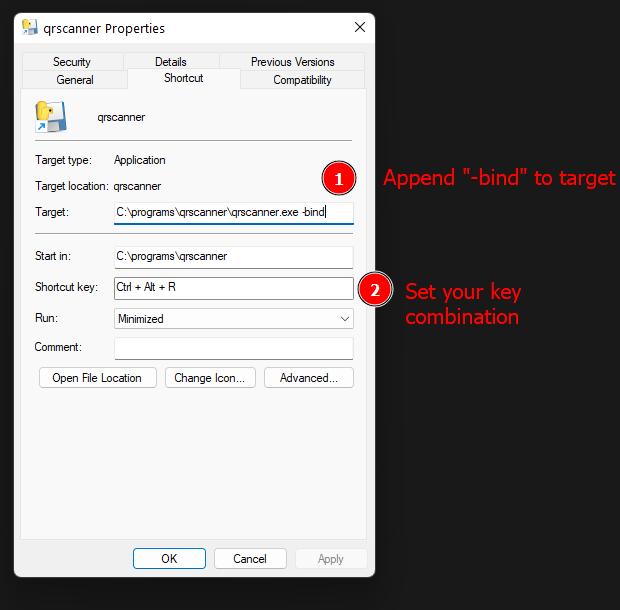 qrscanner Properties
Security
Details
Previous Versions
General
Shortcut
Compatibility
qrscanner
Target type:
Application
Target location:
qrscanner
1
Append "-bind" to target
Target:
C:\programs\qrscanner\qrscanner.exe -bind
Start in:
C:\programs\qrscanner
Shortcut key:
Ctrl + Alt + R
2
Set your key
combination
Run:
Minimized
Comment:
Open File Location
Change Icon...
Advanced...
OK
Cancel
Apply